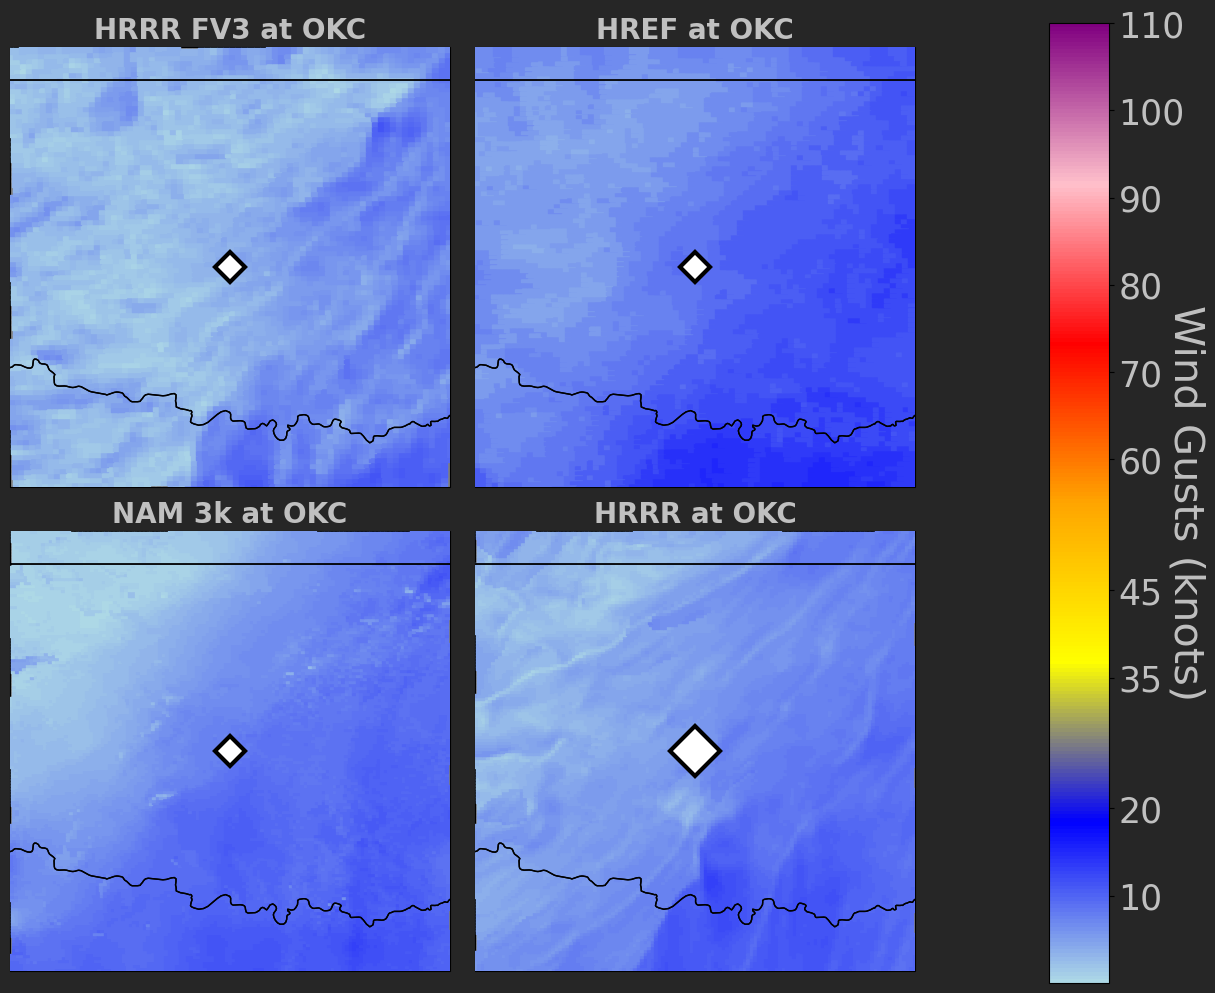 HRRR FV3 at OKC
HREF at OKC
NAM 3k at OKC
HRRR at OKC
110
100
90
80
70
60
45
35
20
10
Wind Gusts (knots)